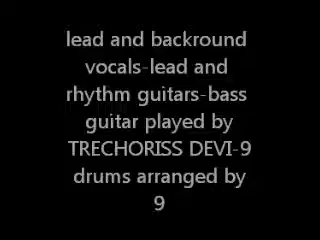 lead and backround
vocals-lead and
rhythm guitars-bass
guitar played by
TRECHORISS DEVI-9
drums arranged by
9